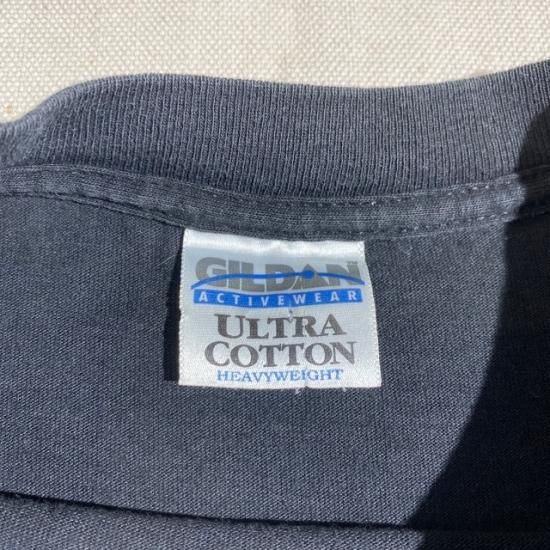 GILDAN
ACTIVEWEAR
ULTRA
COTTON
HEAVYWEIGHT